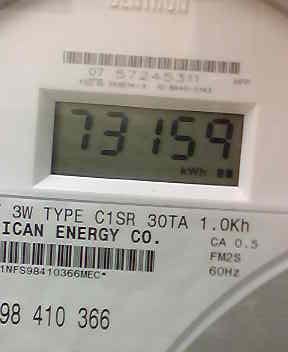 07 57245311
73159
kWh
3W TYPE C1SR 30TA 1.0Kh
ICAN ENERGY CO.
CA 0.5
FM2S
60Hz
1NFS98410366MEC*
98 410 366